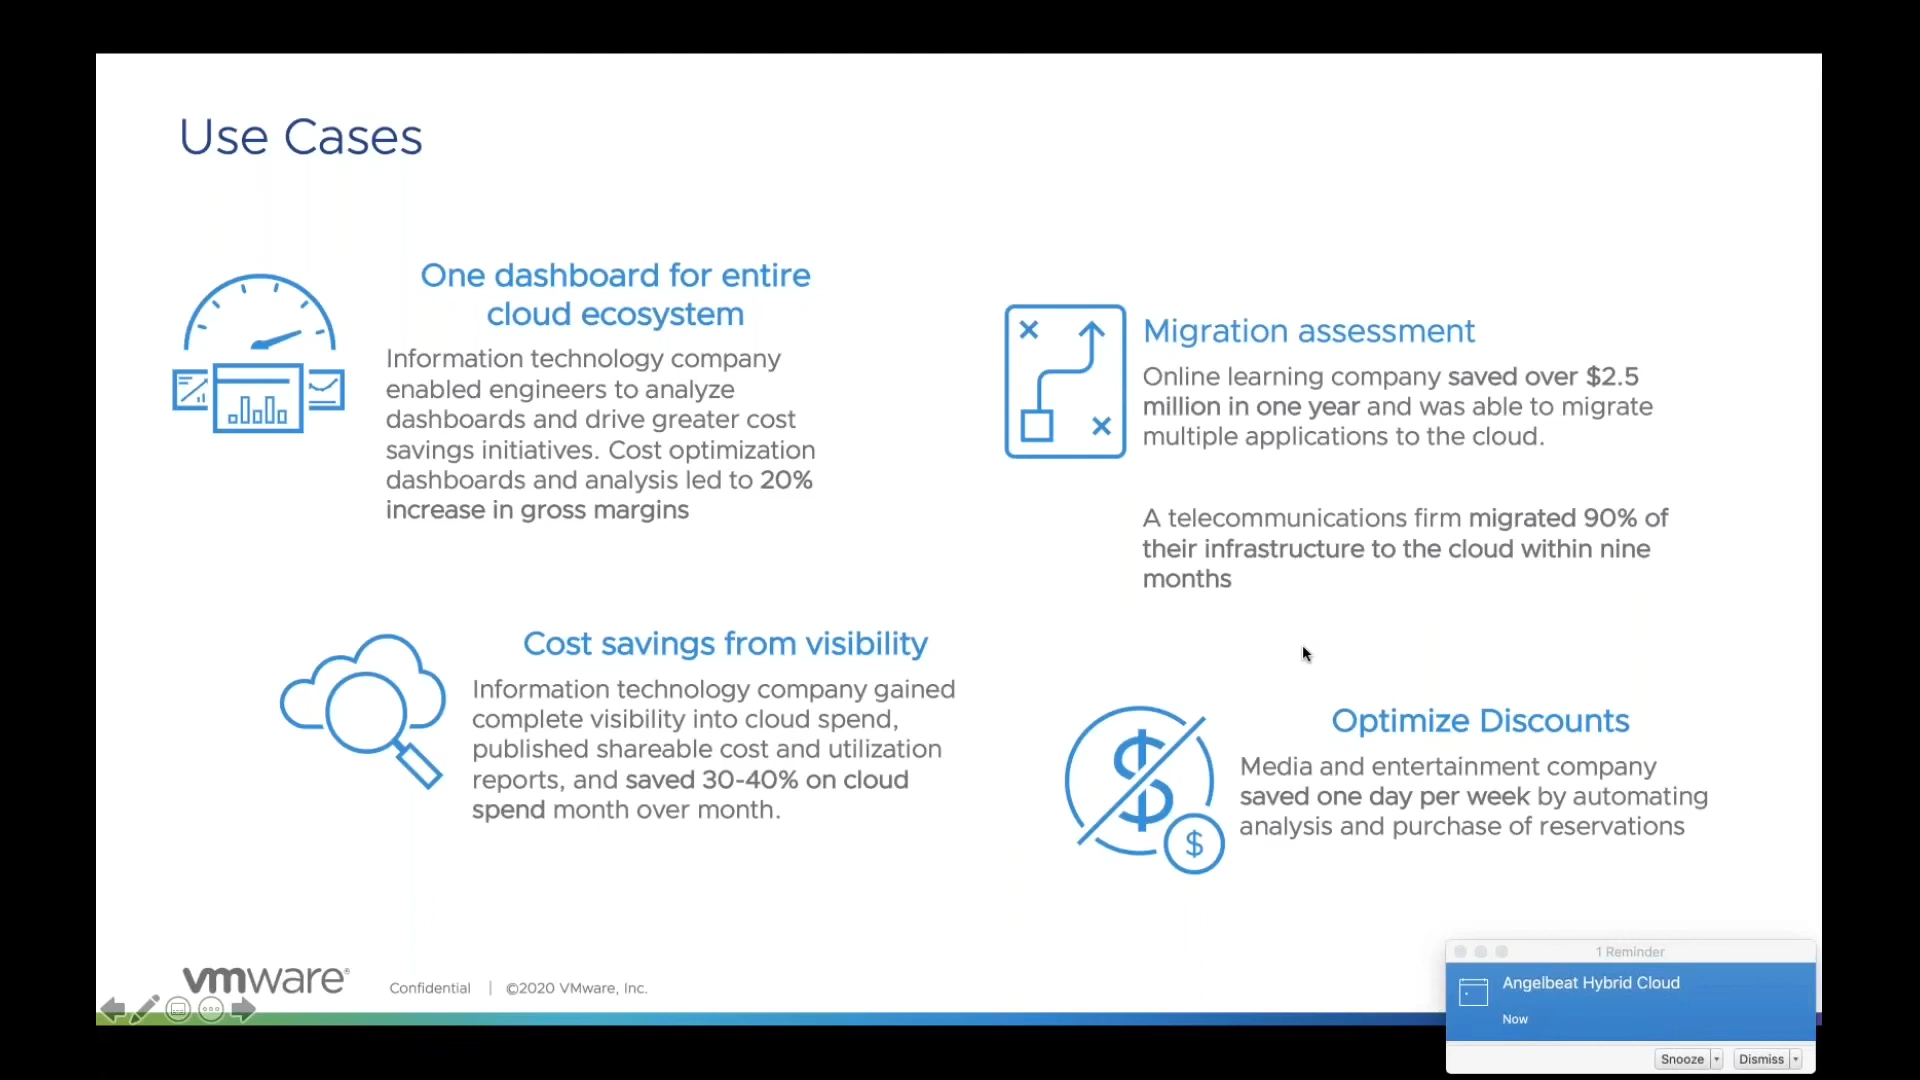 Use Cases
One dashboard for entire
cloud ecosystem
Information technology company
enabled engineers to analyze
dashboards and drive greater cost
savings initiatives. Cost optimization
dashboards and analysis led to 20%
increase in gross margins
Migration assessment
Online learning company saved over $2.5
million in one year and was able to migrate
multiple applications to the cloud.
A telecommunications firm migrated 90% of
their infrastructure to the cloud within nine
months
Cost savings from visibility
Information technology company gained
complete visibility into cloud spend,
published shareable cost and utilization
reports, and saved 30-40% on cloud
spend month over month.
$
$
Optimize Discounts
Media and entertainment company
saved one day per week by automating
analysis and purchase of reservations
vmware®
Confidential | ©2020 VMware, Inc.
1 Reminder
Angelbeat Hybrid Cloud
Now
Snooze
Dismiss